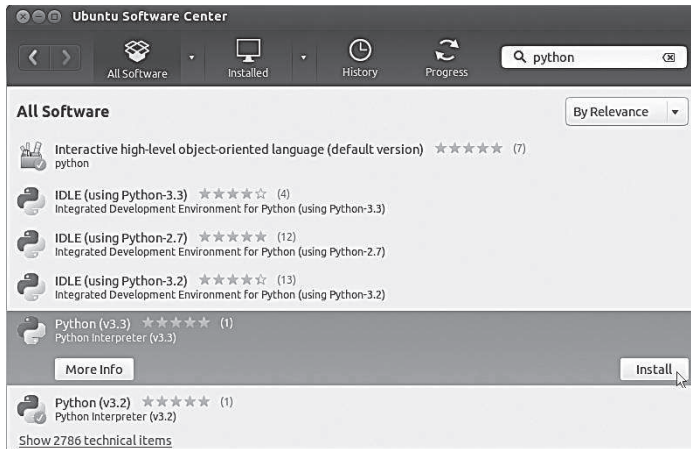 Ubuntu Software Center
All Software
Installed
History
Progress
python
All Software
By Relevance
Interactive high-level object-oriented language (default version) (7)
python
IDLE (using Python-3.3) (4)
Integrated Development Environment for Python (using Python-3.3)
IDLE (using Python-2.7) (12)
Integrated Development Environment for Python (using Python-2.7)
IDLE (using Python-3.2) (13)
Integrated Development Environment for Python (using Python-3.2)
Python (v3.3) (1)
Python Interpreter (v3.3)
More Info
Install
Python (v3.2) (1)
Python Interpreter (v3.2)
Show 2786 technical items